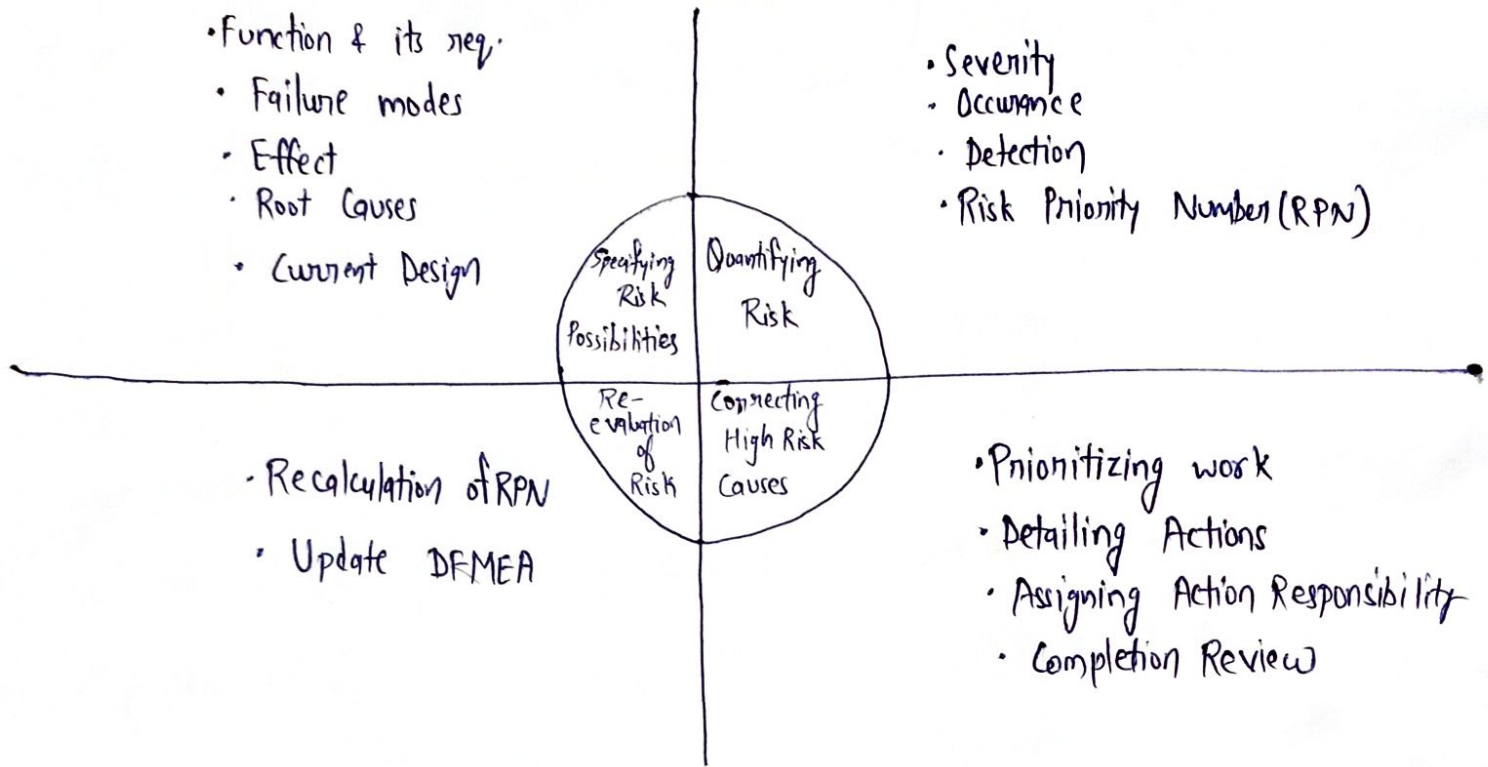 • Function & its req.
• Failure modes
• Effect
• Root Causes
• Current Design
• Severity
• Occurance
• Detection
• Risk Priority Number (RPN)
Specifying
Risk
Possibilities
Quantifying
Risk
Re-
evaluation
of
Risk
Correcting
High Risk
Causes
• Recalculation of RPN
• Update DFMEA
• Prioritizing work
• Detailing Actions
• Assigning Action Responsibility
• Completion Review